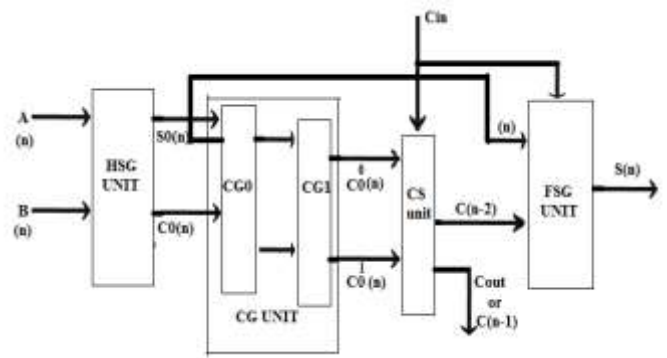 Cin
A
(n)
HSG
UNIT
S0(n)
B
(n)
C0(n)
CG0
CG1
CG UNIT
0
C0(n)
1
C0 (n)
CS
unit
(n)
C(n-2)
Cout
or
C(n-1)
FSG
UNIT
S(n)